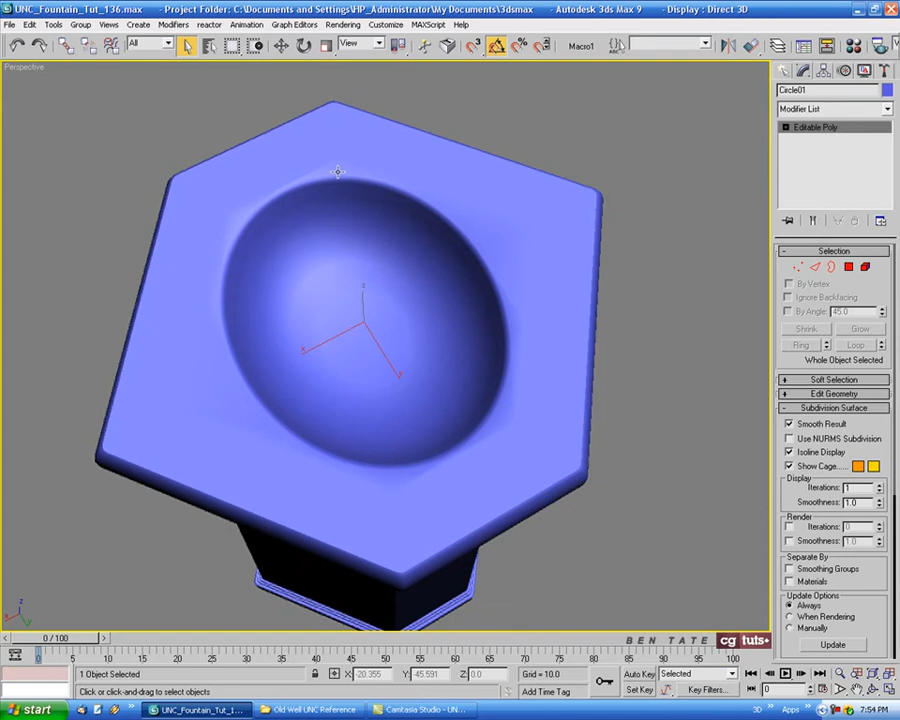 UNC_Fountain_Tut_136.max - Project Folder: C:\Documents and Settings\HP_Administrator\My Documents\3dsmax - Autodesk 3ds Max 9 - Display : Direct 3D
File Edit Tools Group Views Create Modifiers reactor Animation Graph Editors Rendering Customize MAXScript Help
All View Macro1
Perspective
Circle01
Modifier List
Editable Poly
- Selection
By Vertex
Ignore Backfacing
By Angle: 45.0
Shrink Grow
Ring Loop
Whole Object Selected
+ Soft Selection
+ Edit Geometry
- Subdivision Surface
Smooth Result
Use NURMS Subdivision
Isoline Display
Show Cage......
Display
Iterations: 1
Smoothness: 1.0
Render
Iterations: 0
Smoothness: 1.0
Separate By
Smoothing Groups
Materials
Update Options
Always
When Rendering
Manually
Update
z
x
y
z
x
y
BEN TATE cg tuts+
< 0 / 100 >
0 5 10 15 20 25 30 35 40 45 50 55 60 65 70 75 80 85 90 95 100
1 Object Selected X: -20.355 Y: -45.591 Z: 0.0 Grid = 10.0 Auto Key Selected
Click or click-and-drag to select objects Add Time Tag Set Key Key Filters... 0
start UNC_Fountain_Tut_1... Old Well UNC Reference Camtasia Studio - UN... 3D Apps 7:54 PM